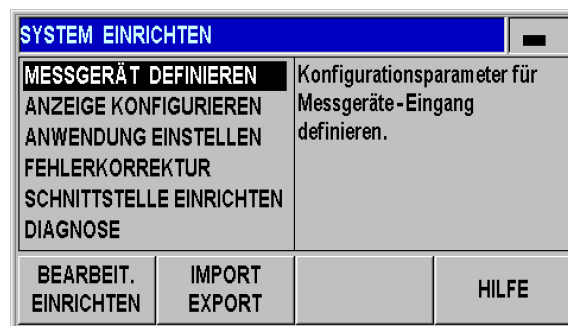 SYSTEM EINRICHTEN
MESSGERÄT DEFINIEREN
ANZEIGE KONFIGURIEREN
ANWENDUNG EINSTELLEN
FEHLERKORREKTUR
SCHNITTSTELLE EINRICHTEN
DIAGNOSE
Konfigurationsparameter für
Messgeräte-Eingang
definieren.
BEARBEIT.
EINRICHTEN
IMPORT
EXPORT
HILFE